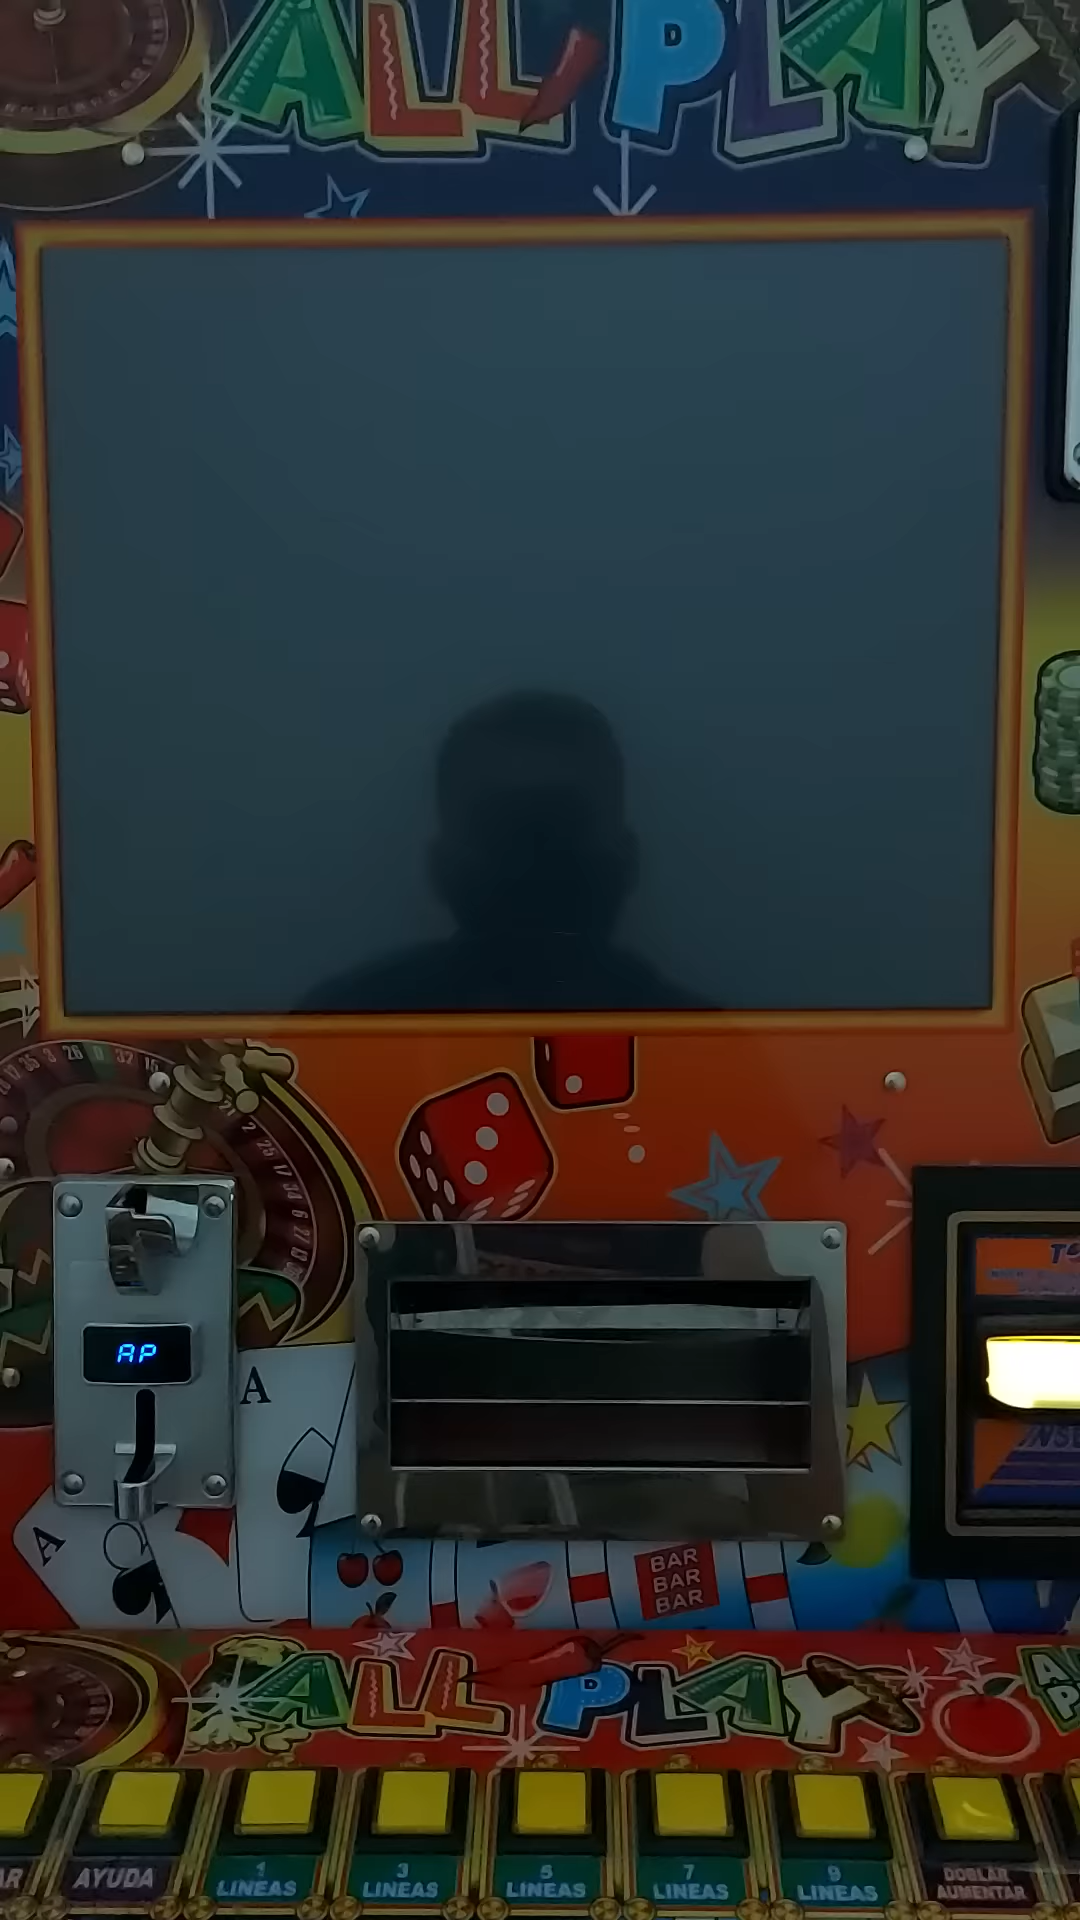 ALL PLAY
AP
A
A
BAR
BAR
BAR
ALL PLAY
AYUDA
1
LINEAS
3
LINEAS
5
LINEAS
7
LINEAS
9
LINEAS
DOBLAR
AUMENTAR